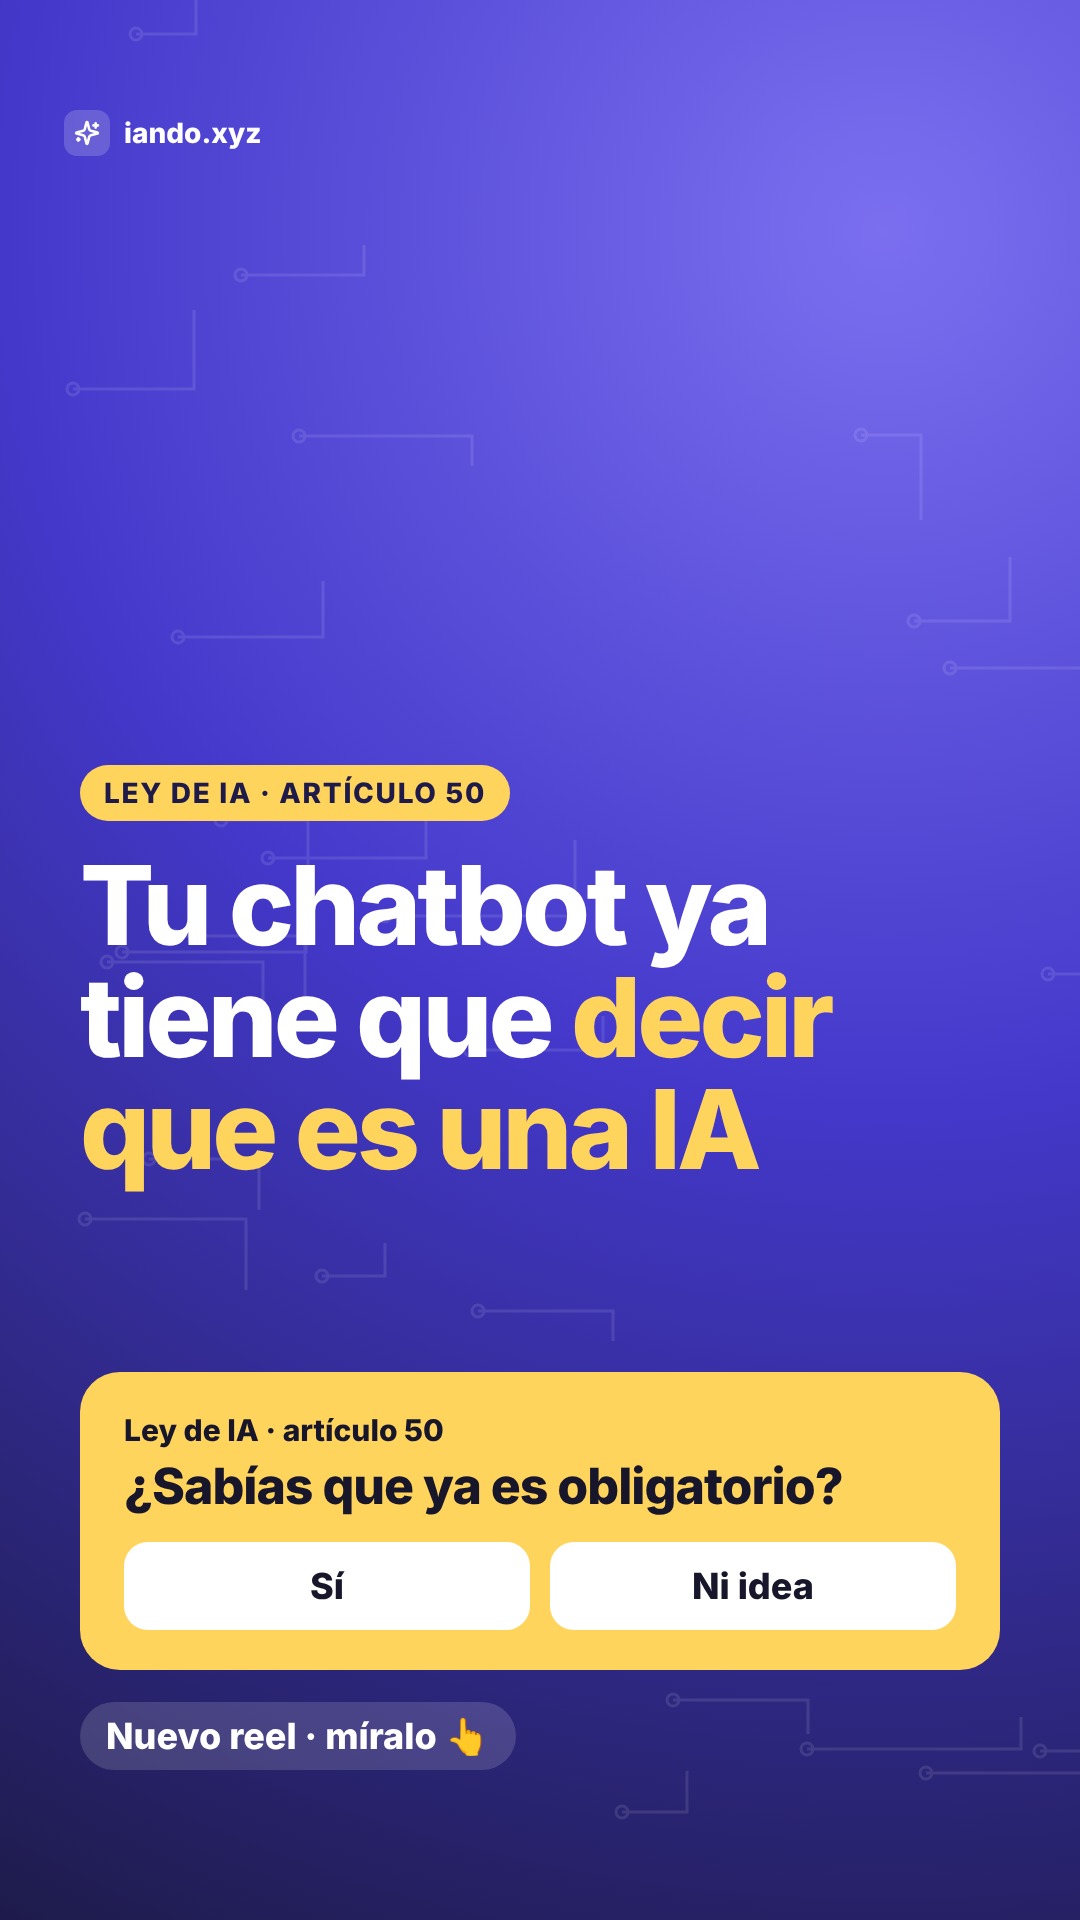 iando.xyz
LEY DE IA · ARTÍCULO 50
Tu chatbot ya
tiene que decir
que es una IA
Ley de IA · artículo 50
¿Sabías que ya es obligatorio?
Sí
Ni idea
Nuevo reel · míralo 👆